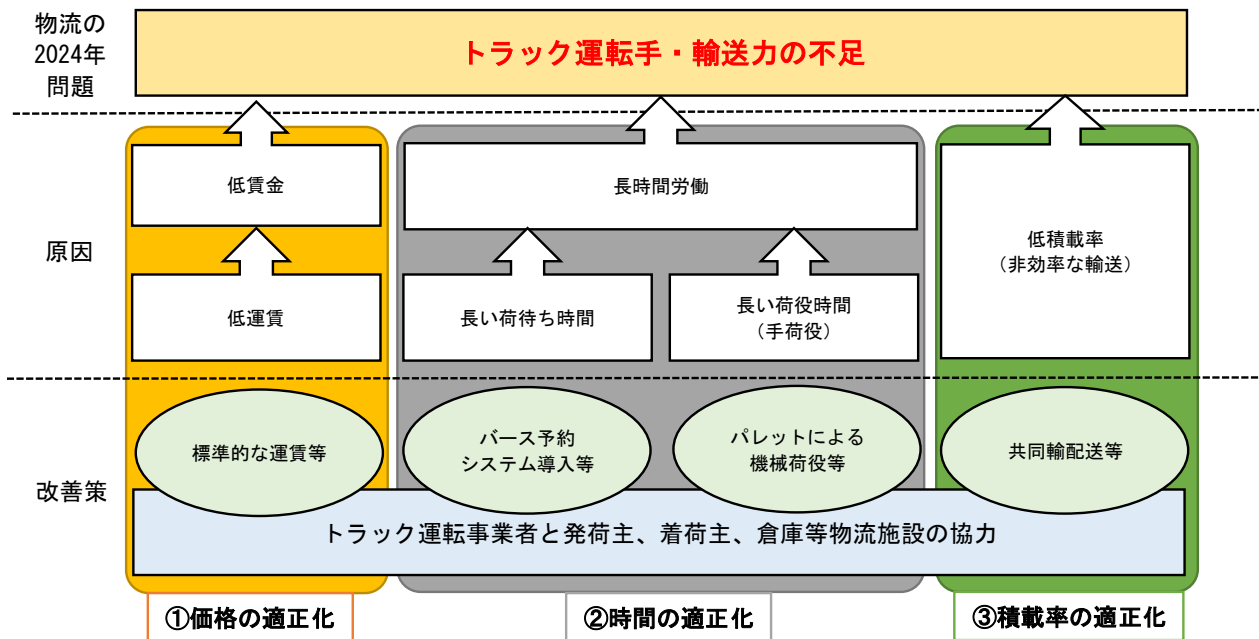 物流の
2024年
問題
トラック運転手・輸送力の不足
原因
低賃金
長時間労働
低積載率
(非効率な輸送)
低運賃
長い荷待ち時間
長い荷役時間
(手荷役)
改善策
標準的な運賃等
バース予約
システム導入等
パレットによる
機械荷役等
共同輸配送等
トラック運転事業者と発荷主、着荷主、倉庫等物流施設の協力
①価格の適正化
②時間の適正化
③積載率の適正化